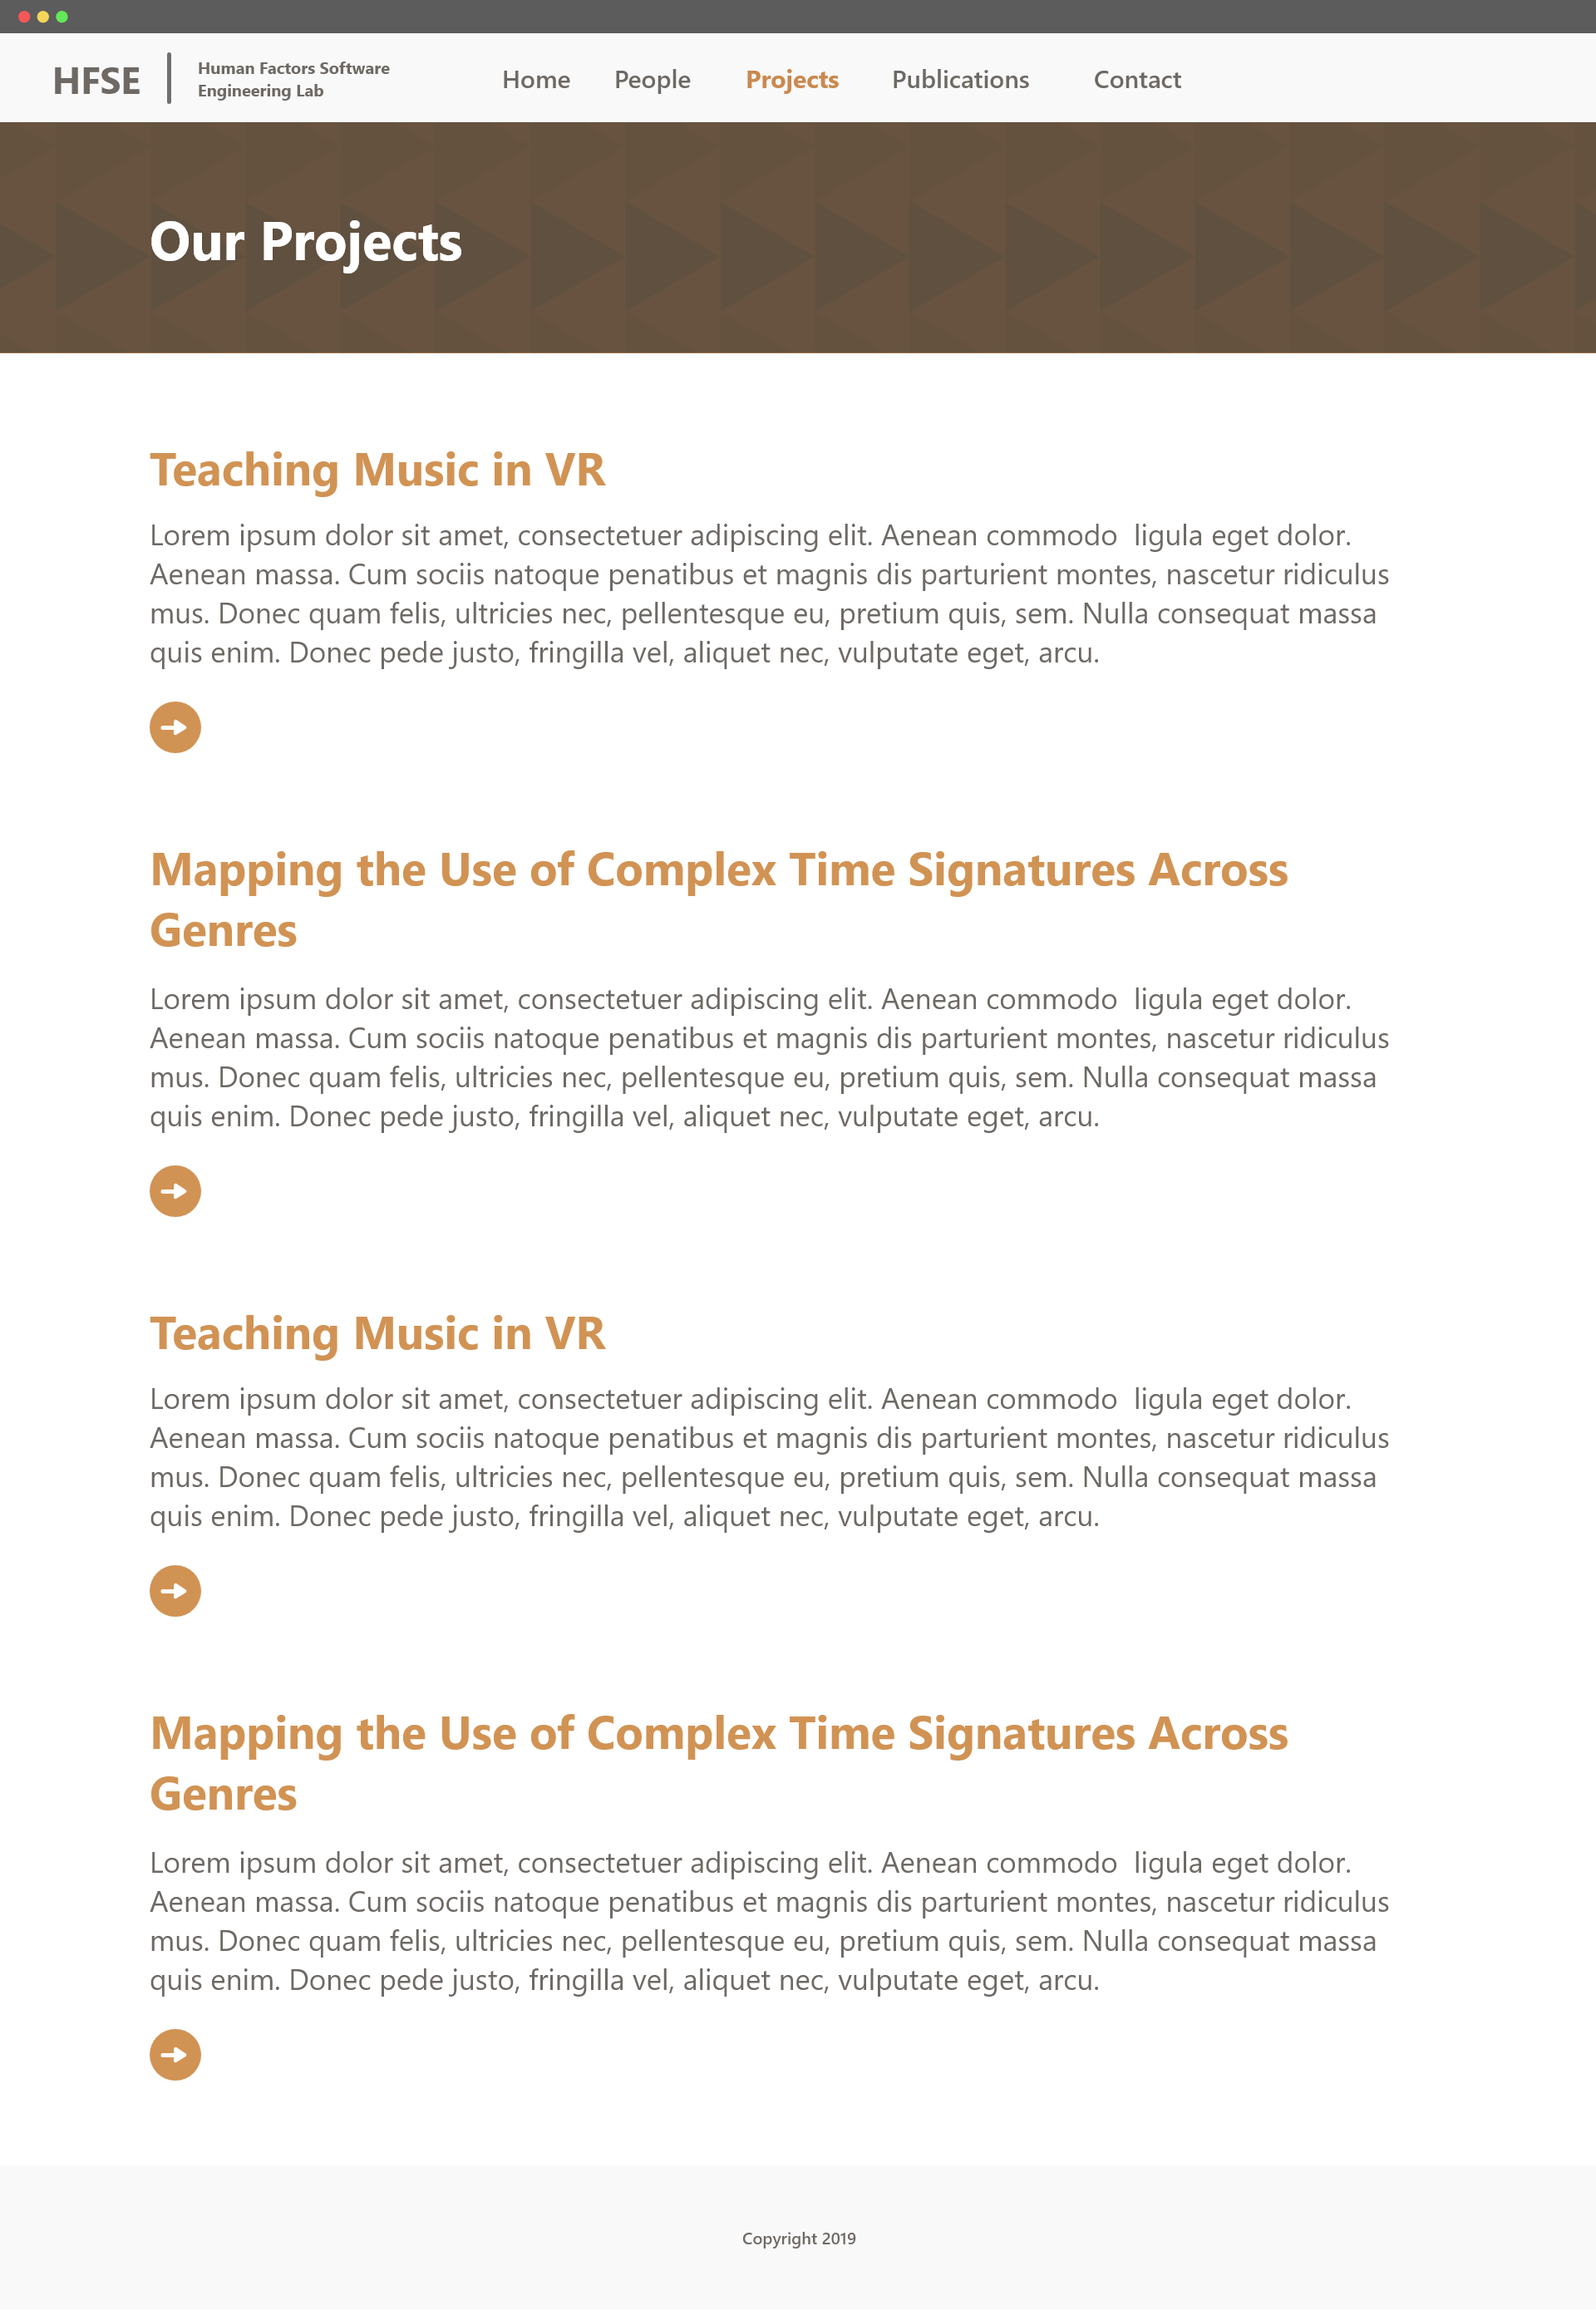 HFSE
Human Factors Software
Engineering Lab
Home People Projects Publications Contact
Our Projects
Teaching Music in VR
Lorem ipsum dolor sit amet, consectetuer adipiscing elit. Aenean commodo  ligula eget dolor.
Aenean massa. Cum sociis natoque penatibus et magnis dis parturient montes, nascetur ridiculus
mus. Donec quam felis, ultricies nec, pellentesque eu, pretium quis, sem. Nulla consequat massa
quis enim. Donec pede justo, fringilla vel, aliquet nec, vulputate eget, arcu.
Mapping the Use of Complex Time Signatures Across
Genres
Lorem ipsum dolor sit amet, consectetuer adipiscing elit. Aenean commodo  ligula eget dolor.
Aenean massa. Cum sociis natoque penatibus et magnis dis parturient montes, nascetur ridiculus
mus. Donec quam felis, ultricies nec, pellentesque eu, pretium quis, sem. Nulla consequat massa
quis enim. Donec pede justo, fringilla vel, aliquet nec, vulputate eget, arcu.
Teaching Music in VR
Lorem ipsum dolor sit amet, consectetuer adipiscing elit. Aenean commodo  ligula eget dolor.
Aenean massa. Cum sociis natoque penatibus et magnis dis parturient montes, nascetur ridiculus
mus. Donec quam felis, ultricies nec, pellentesque eu, pretium quis, sem. Nulla consequat massa
quis enim. Donec pede justo, fringilla vel, aliquet nec, vulputate eget, arcu.
Mapping the Use of Complex Time Signatures Across
Genres
Lorem ipsum dolor sit amet, consectetuer adipiscing elit. Aenean commodo  ligula eget dolor.
Aenean massa. Cum sociis natoque penatibus et magnis dis parturient montes, nascetur ridiculus
mus. Donec quam felis, ultricies nec, pellentesque eu, pretium quis, sem. Nulla consequat massa
quis enim. Donec pede justo, fringilla vel, aliquet nec, vulputate eget, arcu.
Copyright 2019